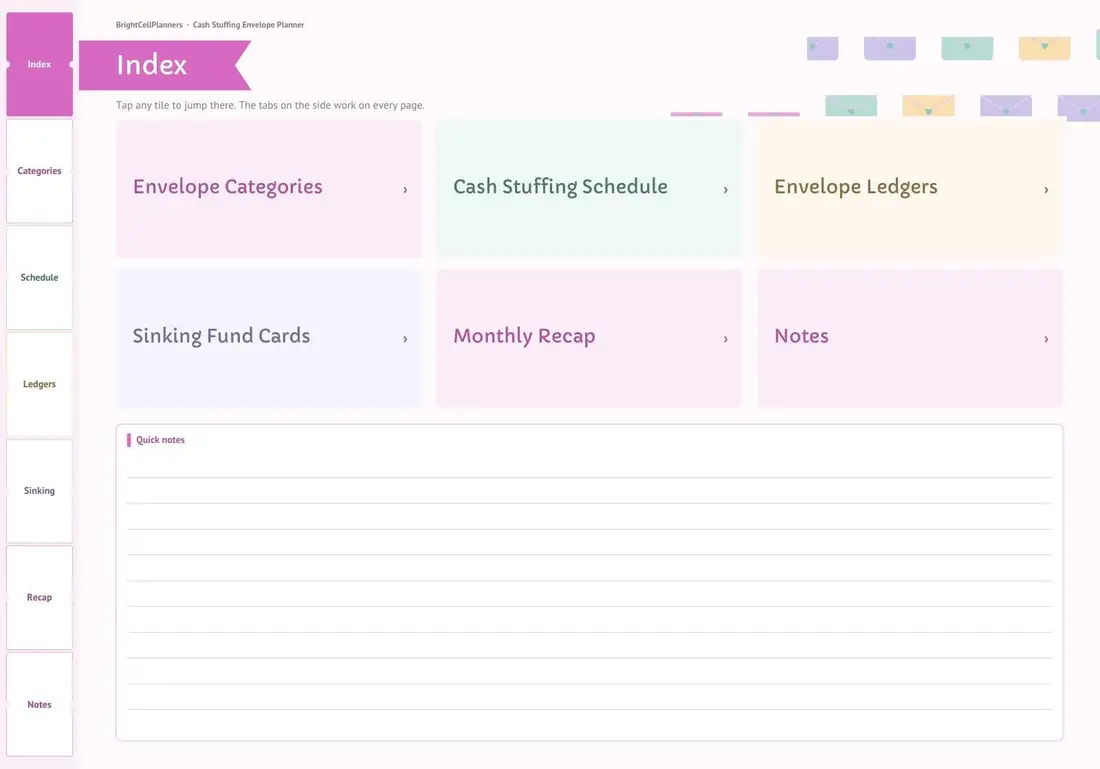 BrightCellPlanners · Cash Stuffing Envelope Planner
Index
Tap any tile to jump there. The tabs on the side work on every page.
Index
Categories
Schedule
Ledgers
Sinking
Recap
Notes
Envelope Categories ›
Cash Stuffing Schedule ›
Envelope Ledgers ›
Sinking Fund Cards ›
Monthly Recap ›
Notes ›
Quick notes